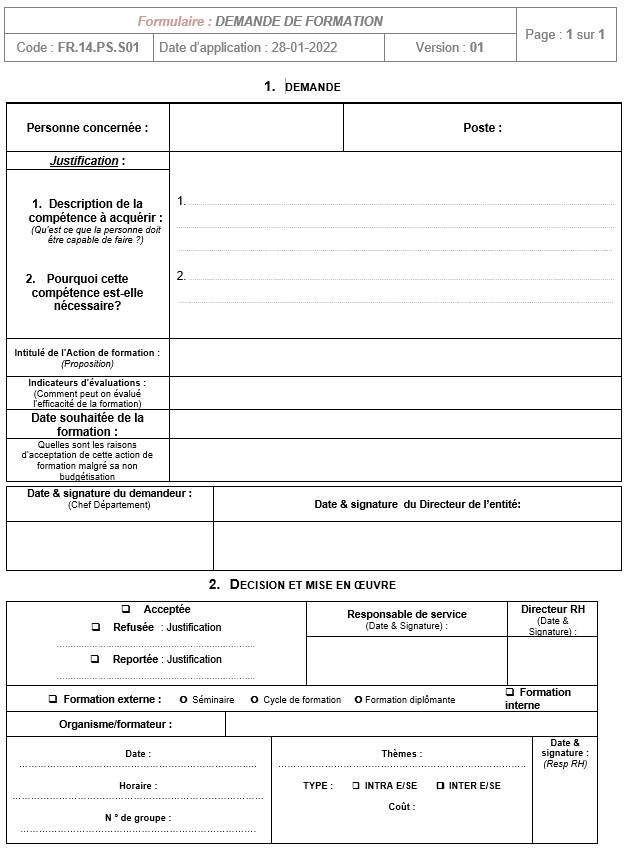 Formulaire : DEMANDE DE FORMATION
Page : 1 sur 1
Code : FR.14.PS.S01
Date d'application : 28-01-2022
Version : 01
1. DEMANDE
Personne concernée :
Poste :
Justification :
1. Description de la
compétence à acquérir :
(Qu'est ce que la personne doit
être capable de faire ?)
1.
2. Pourquoi cette
compétence est-elle
nécessaire?
2.
Intitulé de l'Action de formation :
(Proposition)
Indicateurs d'évaluations :
(Comment peut on évalué
l'efficacité de la formation)
Date souhaitée de la
formation :
Quelles sont les raisons
d'acceptation de cette action de
formation malgré sa non
budgétisation
Date & signature du demandeur :
(Chef Département)
Date & signature du Directeur de l'entité:
2. DECISION ET MISE EN ŒUVRE
Acceptée
Refusée : Justification
Reportée : Justification
Responsable de service
(Date & Signature) :
Directeur RH
(Date &
Signature) :
Formation externe :
Séminaire
Cycle de formation
Formation diplômante
Formation
interne
Organisme/formateur :
Date :
Horaire :
N ° de groupe :
Thèmes :
TYPE : INTRA E/SE INTER E/SE
Coût :
Date &
signature :
(Resp RH)